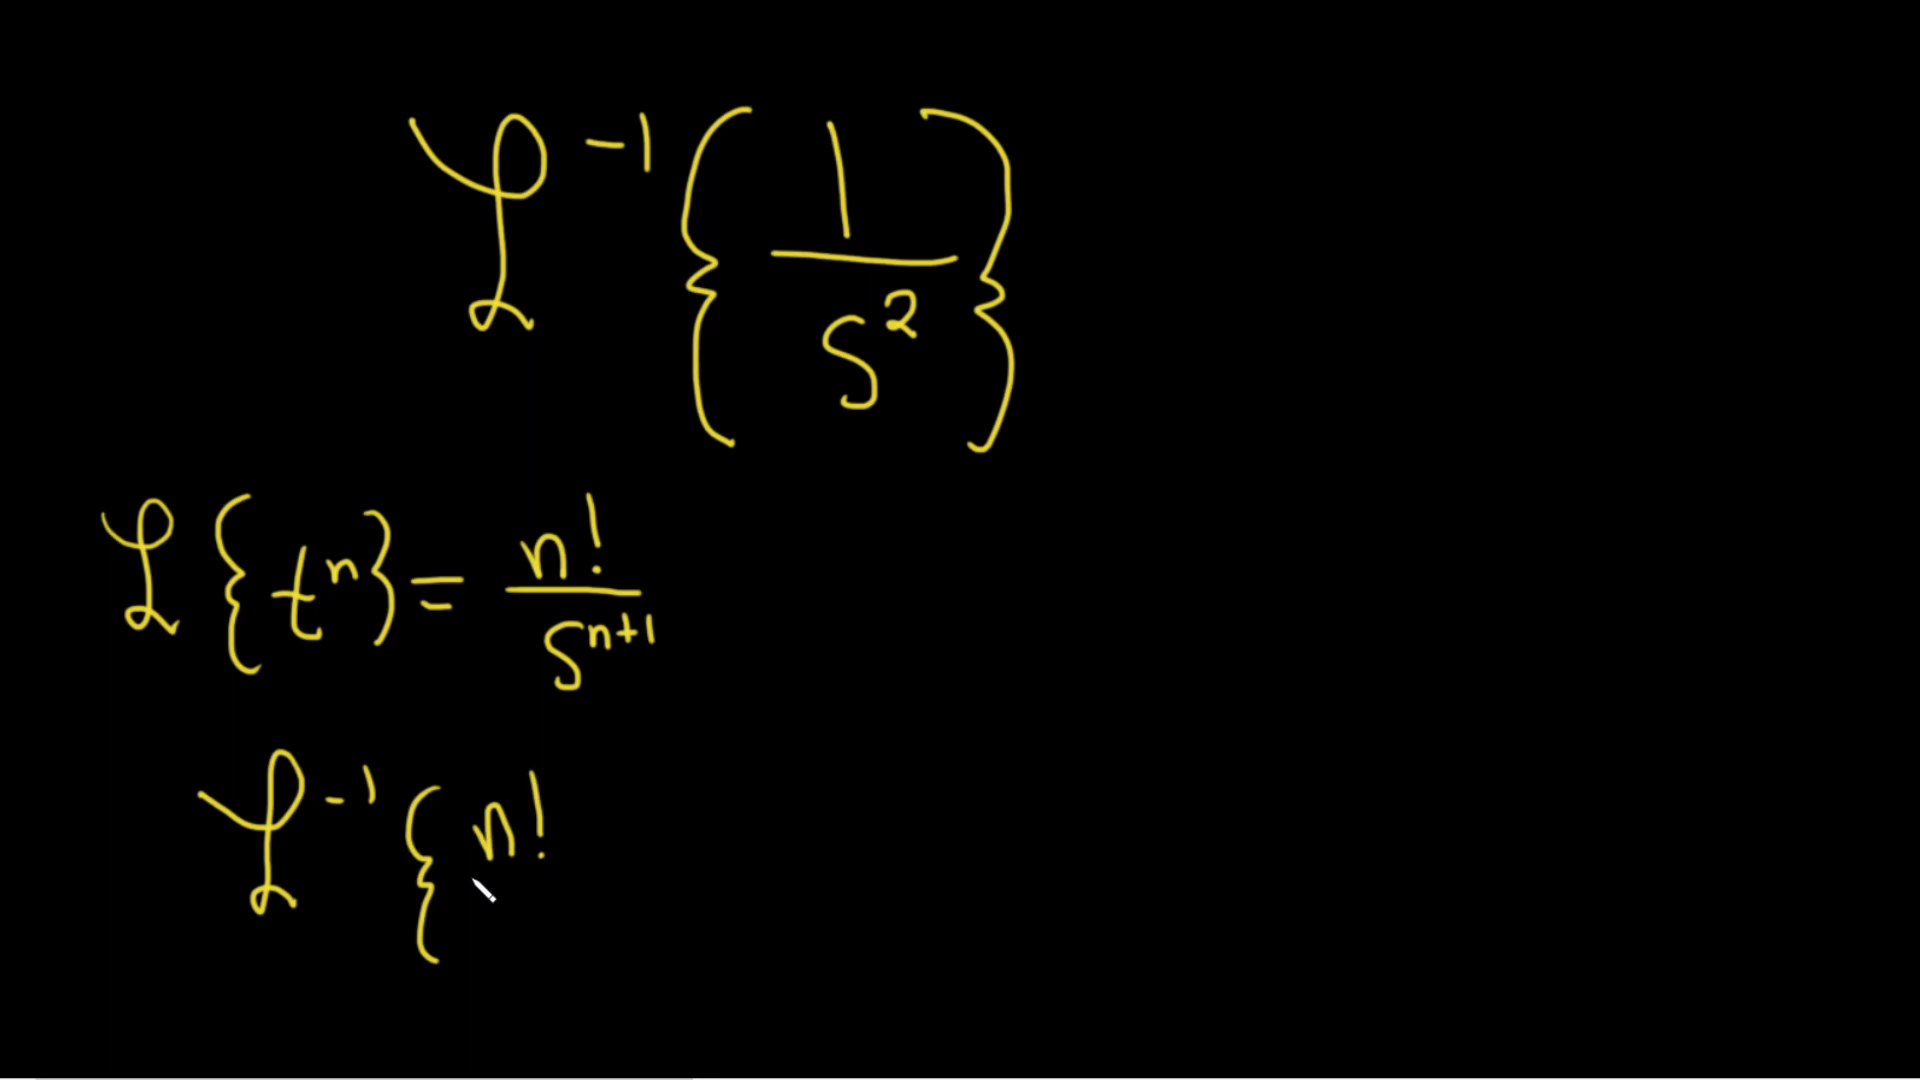 ℒ⁻¹{1/s²}
ℒ{tⁿ} = n!/sⁿ⁺¹
ℒ⁻¹{n!